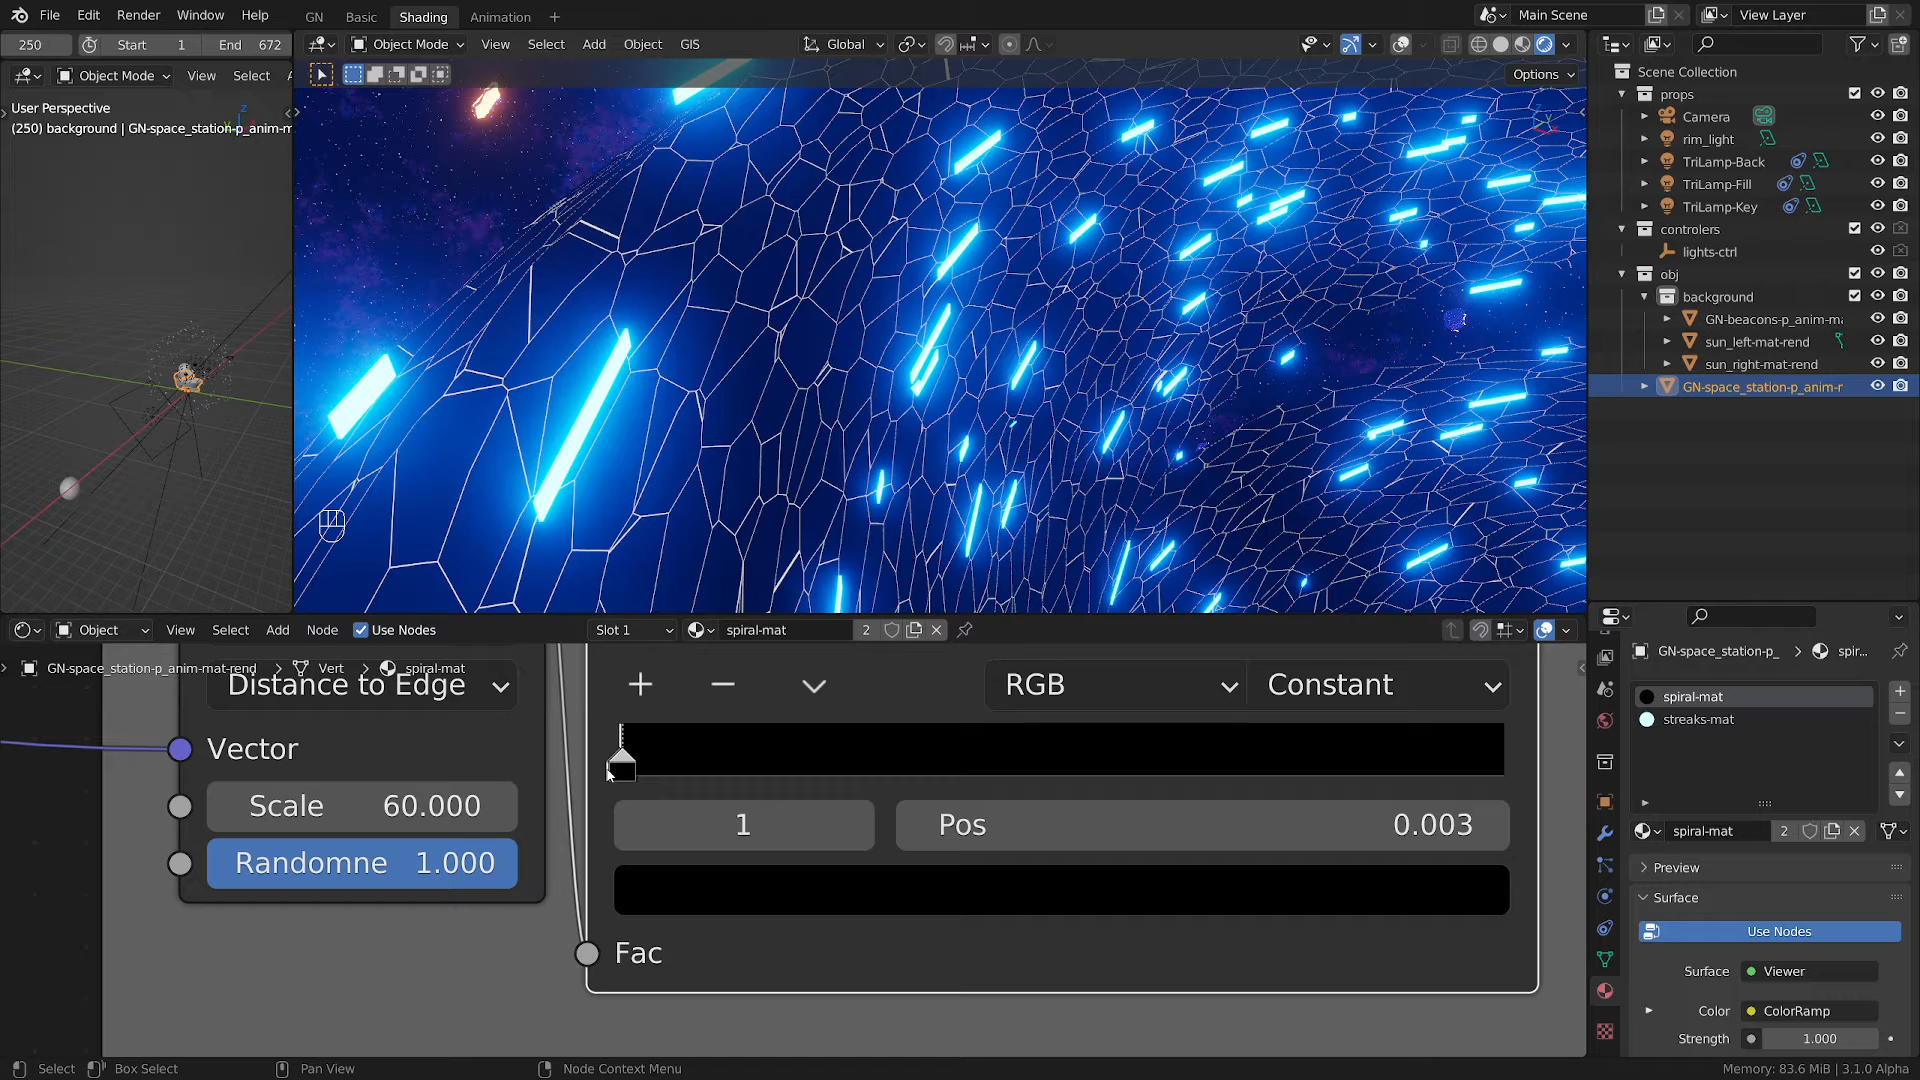 File Edit Render Window Help GN Basic Shading Animation + Main Scene View Layer
250 Start 1 End 672 Object Mode View Select Add Object GIS Global
Object Mode View Select Options
User Perspective
(250) background | GN-space_station-p_anim-m
Scene Collection
props
Camera
rim_light
TriLamp-Back
TriLamp-Fill
TriLamp-Key
controlers
lights-ctrl
obj
background
GN-beacons-p_anim-ma
sun_left-mat-rend
sun_right-mat-rend
GN-space_station-p_anim-r
Object View Select Add Node Use Nodes Slot 1 spiral-mat 2
GN-space_station-p_anim-mat-rend > Vert > spiral-mat
Distance to Edge
Vector
Scale 60.000
Randomne 1.000
RGB Constant
1 Pos 0.003
Fac
GN-space_station-p_ > spir...
spiral-mat
streaks-mat
spiral-mat 2
Preview
Surface
Use Nodes
Surface Viewer
Color ColorRamp
Strength 1.000
Select Box Select Pan View Node Context Menu Memory: 83.6 MiB | 3.1.0 Alpha